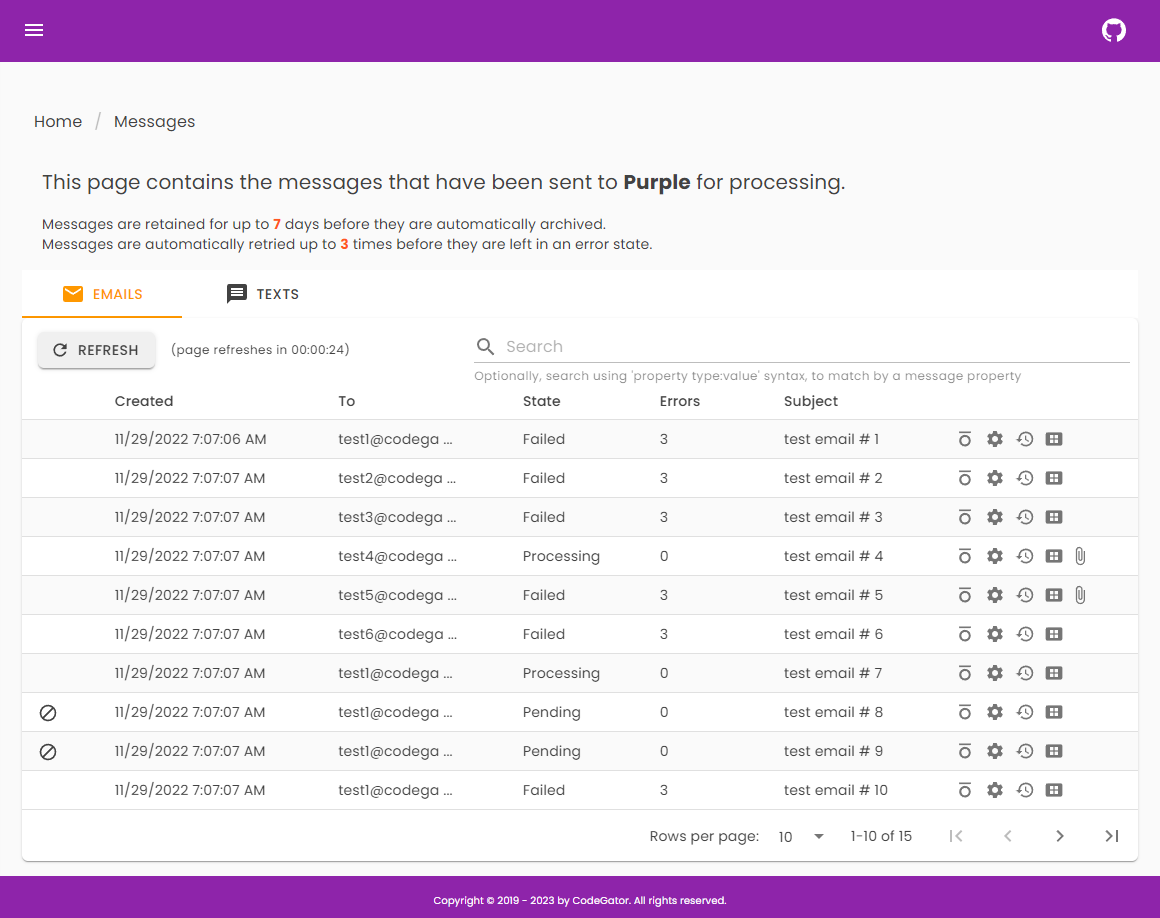 Home / Messages
This page contains the messages that have been sent to Purple for processing.
Messages are retained for up to 7 days before they are automatically archived.
Messages are automatically retried up to 3 times before they are left in an error state.
EMAILS TEXTS
REFRESH (page refreshes in 00:00:24) Search
Optionally, search using 'property type:value' syntax, to match by a message property
Created To State Errors Subject
11/29/2022 7:07:06 AM test1@codega ... Failed 3 test email # 1
11/29/2022 7:07:07 AM test2@codega ... Failed 3 test email # 2
11/29/2022 7:07:07 AM test3@codega ... Failed 3 test email # 3
11/29/2022 7:07:07 AM test4@codega ... Processing 0 test email # 4
11/29/2022 7:07:07 AM test5@codega ... Failed 3 test email # 5
11/29/2022 7:07:07 AM test6@codega ... Failed 3 test email # 6
11/29/2022 7:07:07 AM test1@codega ... Processing 0 test email # 7
11/29/2022 7:07:07 AM test1@codega ... Pending 0 test email # 8
11/29/2022 7:07:07 AM test1@codega ... Pending 0 test email # 9
11/29/2022 7:07:07 AM test1@codega ... Failed 3 test email # 10
Rows per page: 10 1-10 of 15
Copyright © 2019 - 2023 by CodeGator. All rights reserved.